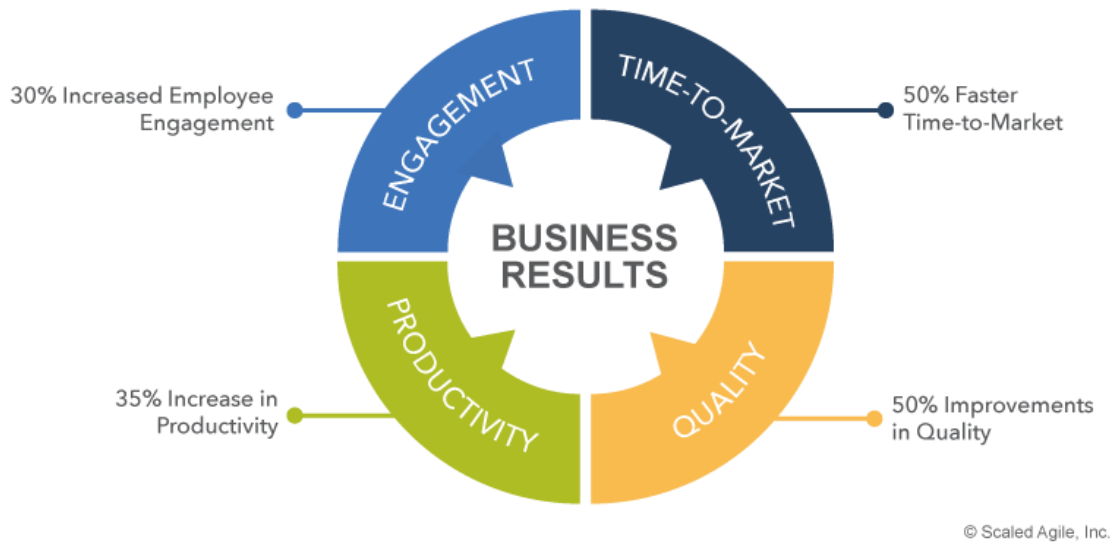 30% Increased Employee
Engagement
ENGAGEMENT
TIME-TO-MARKET
50% Faster
Time-to-Market
BUSINESS
RESULTS
35% Increase in
Productivity
PRODUCTIVITY
QUALITY
50% Improvements
in Quality
© Scaled Agile, Inc.